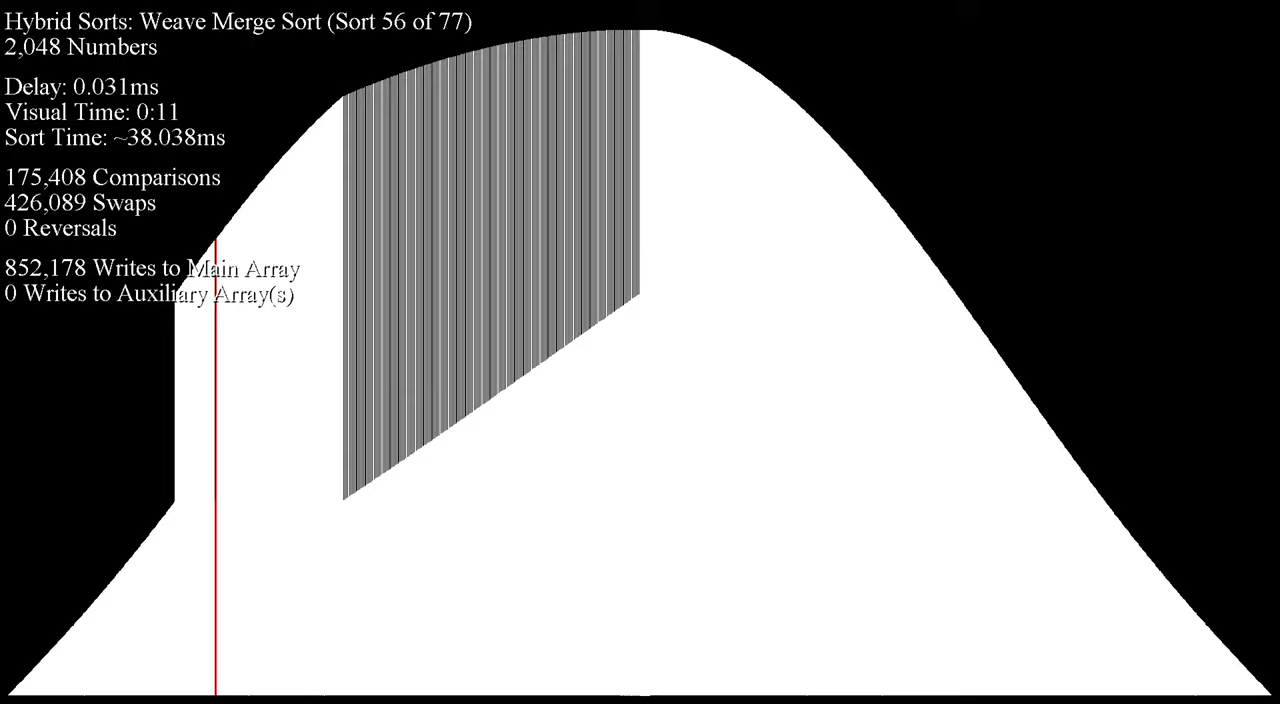 Hybrid Sorts: Weave Merge Sort (Sort 56 of 77)
2,048 Numbers
Delay: 0.031ms
Visual Time: 0:11
Sort Time: ~38.038ms
175,408 Comparisons
426,089 Swaps
0 Reversals
852,178 Writes to Main Array
0 Writes to Auxiliary Array(s)